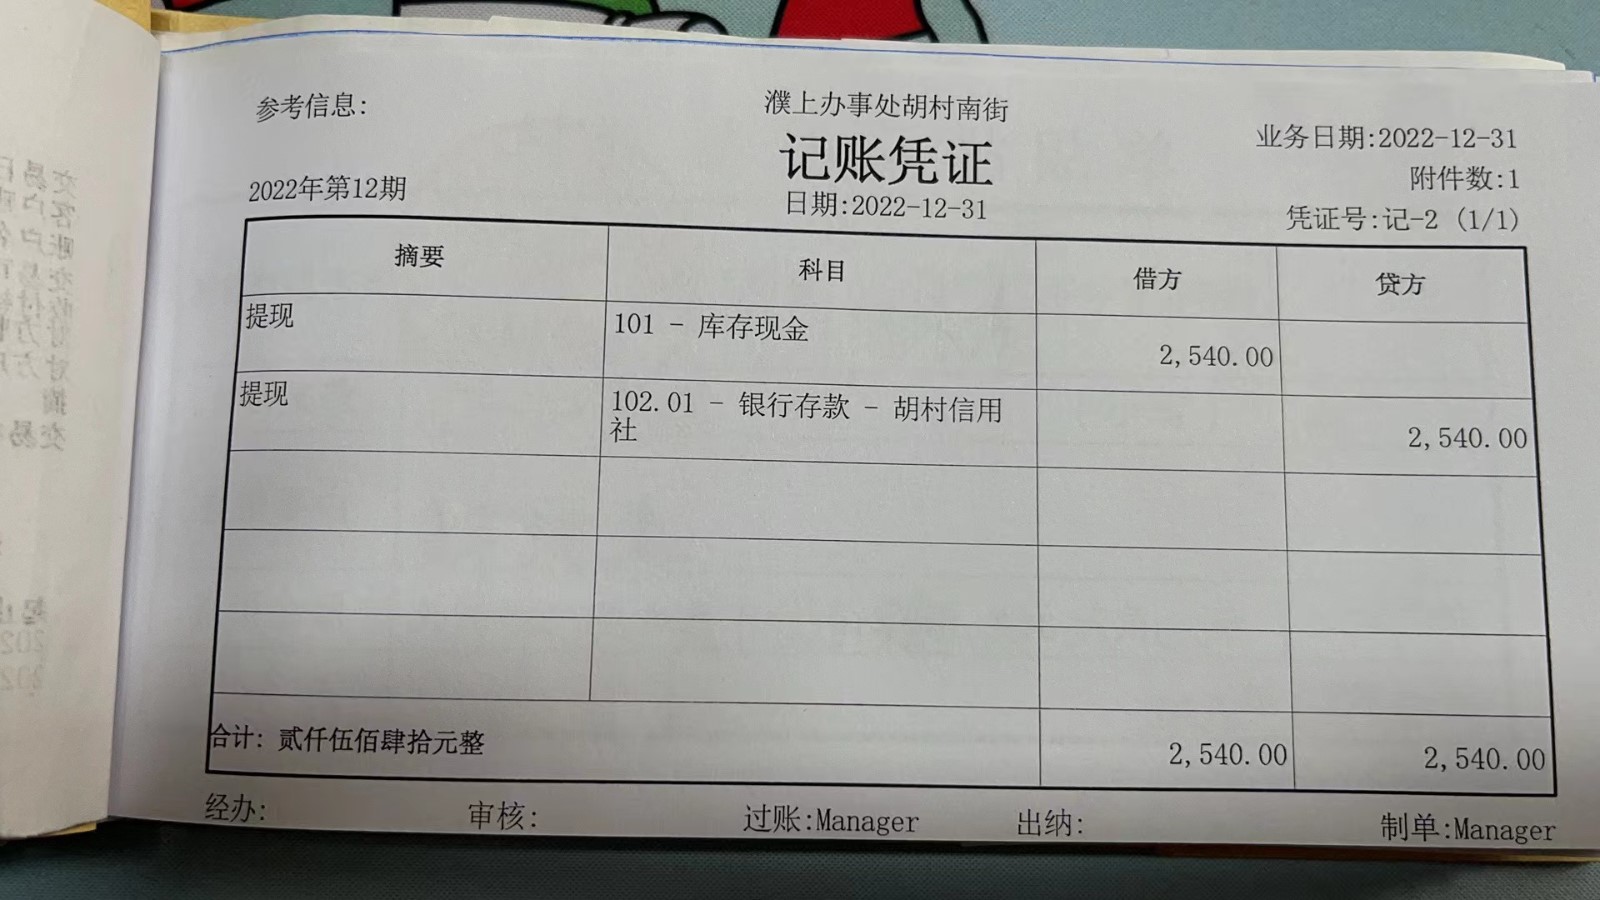 参考信息:
濮上办事处胡村南街
记账凭证
业务日期:2022-12-31
附件数:1
2022年第12期
日期:2022-12-31
凭证号:记-2 (1/1)
摘要 科目 借方 贷方
提现 101 - 库存现金 2,540.00
提现 102.01 - 银行存款 - 胡村信用
社 2,540.00
合计: 贰仟伍佰肆拾元整 2,540.00 2,540.00
经办: 审核: 过账:Manager 出纳: 制单:Manager